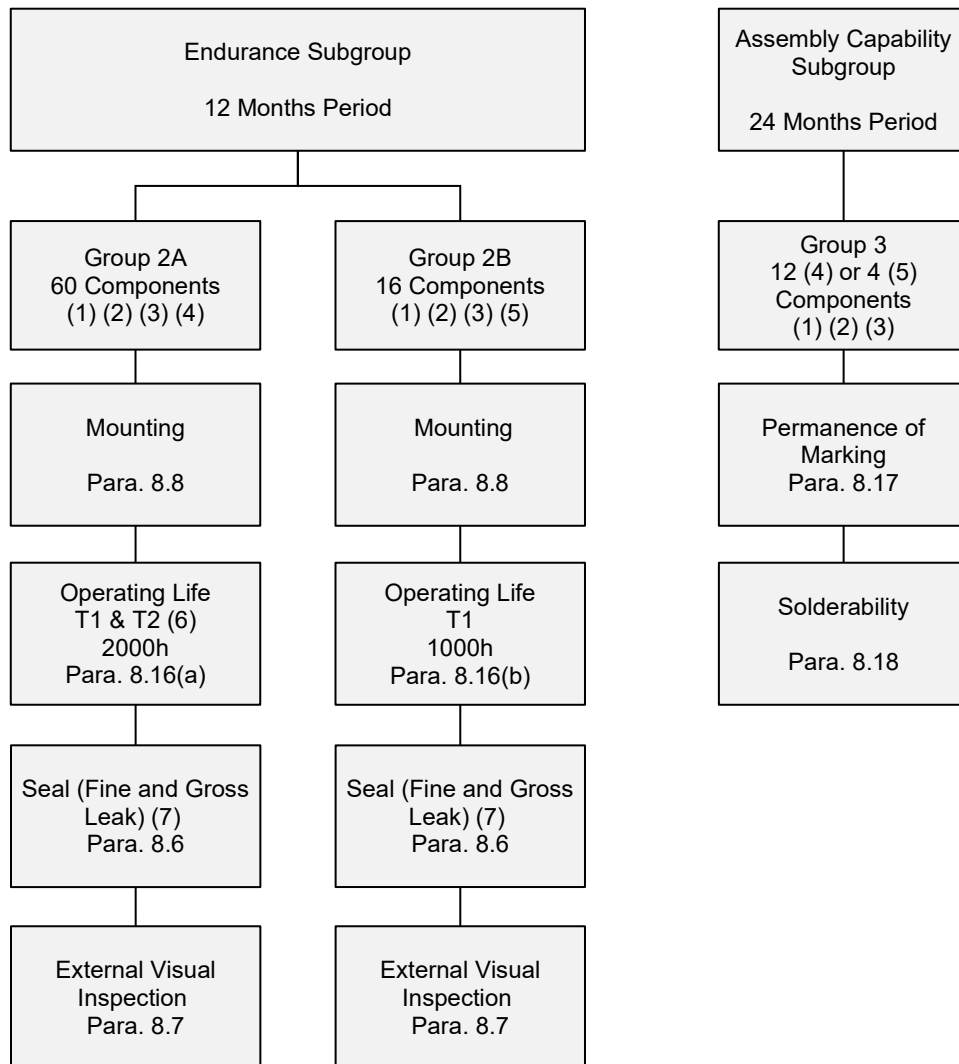 Endurance Subgroup
12 Months Period
Assembly Capability
Subgroup
24 Months Period
Group 2A
60 Components
(1) (2) (3) (4)
Group 2B
16 Components
(1) (2) (3) (5)
Group 3
12 (4) or 4 (5)
Components
(1) (2) (3)
Mounting
Para. 8.8
Mounting
Para. 8.8
Permanence of
Marking
Para. 8.17
Operating Life
T1 & T2 (6)
2000h
Para. 8.16(a)
Operating Life
T1
1000h
Para. 8.16(b)
Solderability
Para. 8.18
Seal (Fine and Gross
Leak) (7)
Para. 8.6
Seal (Fine and Gross
Leak) (7)
Para. 8.6
External Visual
Inspection
Para. 8.7
External Visual
Inspection
Para. 8.7